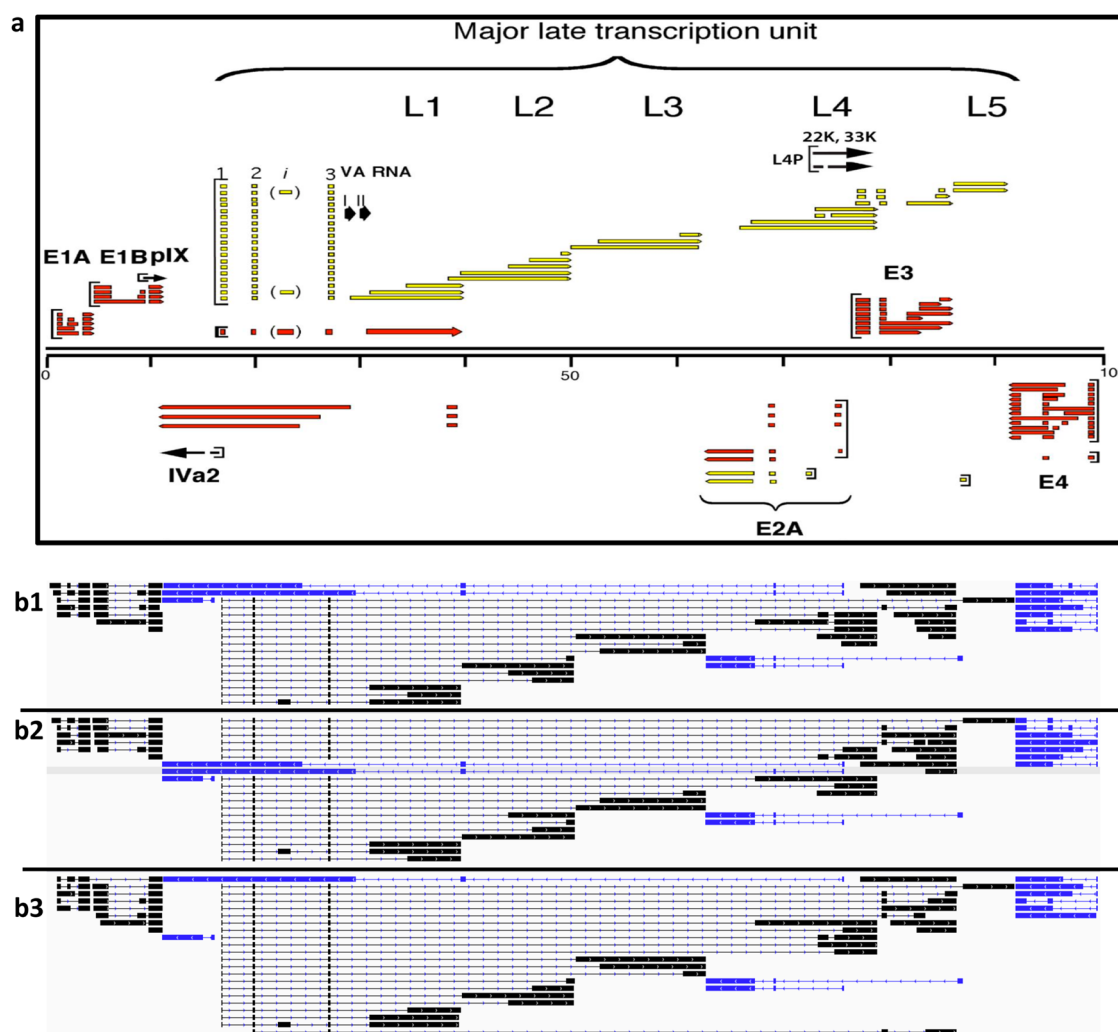 a
Major late transcription unit
L1 L2 L3 L4 L5
22K, 33K
L4P
1 2 i 3 VA RNA
( ) I II
E1A E1B pIX
( )
E3
( )
0 50 10
IVa2
E4
E2A
b1
b2
b3